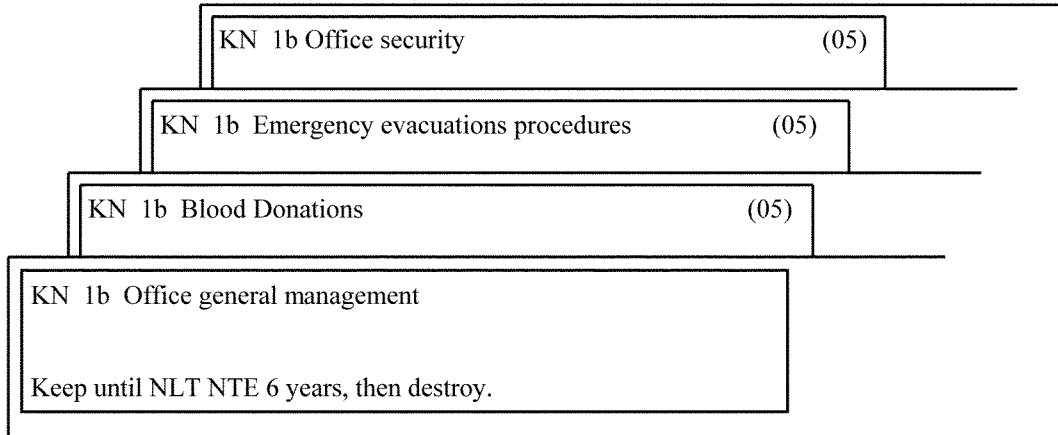 KN 1b Office security (05)
KN 1b Emergency evacuations procedures (05)
KN 1b Blood Donations (05)
KN 1b Office general management
Keep until NLT NTE 6 years, then destroy.